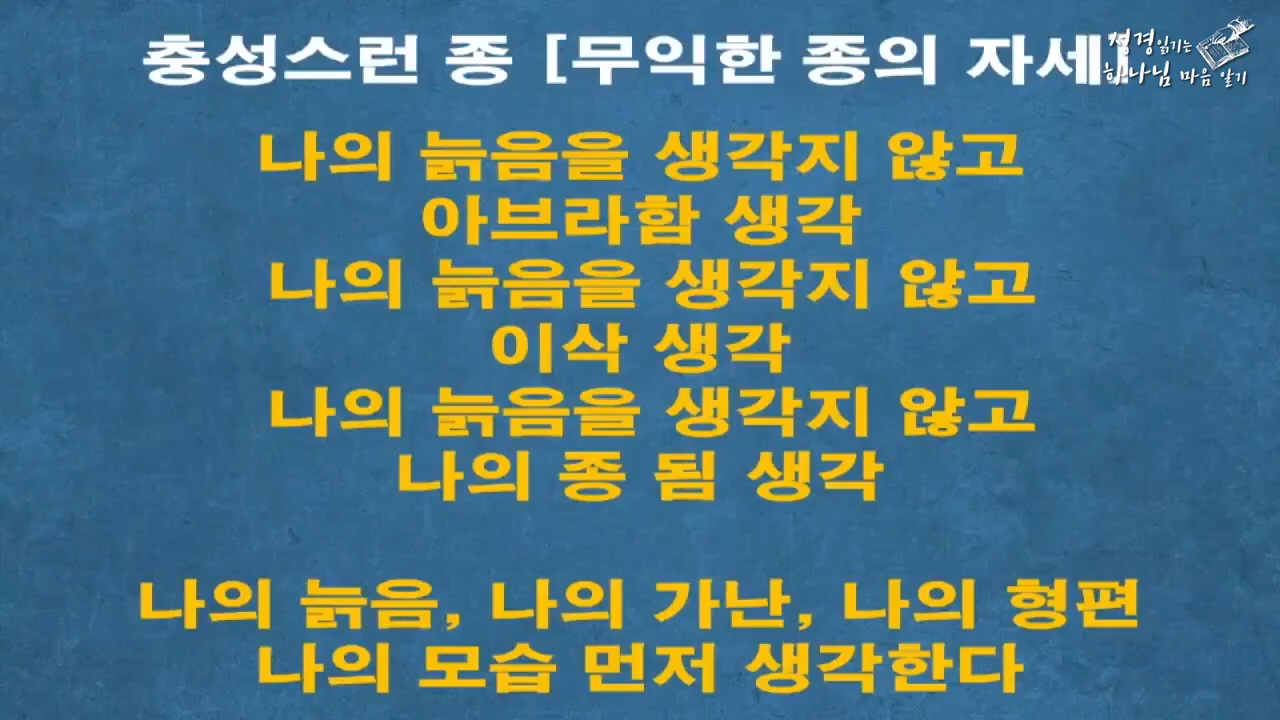 충성스런 종 [무익한 종의 자세]
성경읽기는
하나님 마음 알기
나의 늙음을 생각지 않고
아브라함 생각
나의 늙음을 생각지 않고
이삭 생각
나의 늙음을 생각지 않고
나의 종 됨 생각
나의 늙음, 나의 가난, 나의 형편
나의 모습 먼저 생각한다